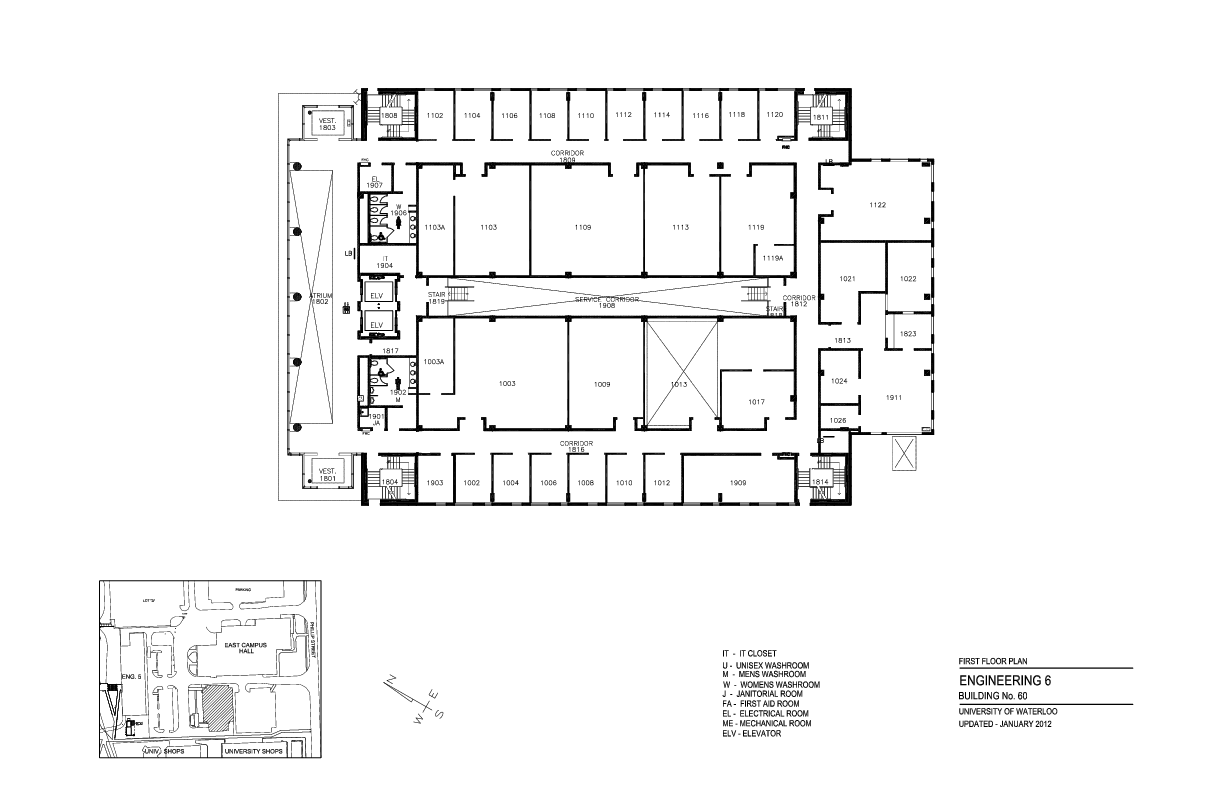 1808
1102
1104
1106
1108
1110
1112
1114
1116
1118
1120
1811
VEST.
1803
CORRIDOR
1809
LB
EL
1907
W
1906
1103A
1103
1109
1113
1119
1119A
1122
LB
IT
1904
1021
1022
ELV
ELV
ATRIUM
1802
STAIR
1819
SERVICE CORRIDOR
1908
CORRIDOR
1812
STAIR
1818
1813
1823
1817
1003A
1003
1009
1013
1017
1024
1911
1902
M
1901
JA
1026
CORRIDOR
1816
VEST.
1801
1804
1903
1002
1004
1006
1008
1010
1012
1909
1814
PARKING
EAST CAMPUS
HALL
PHILLIP STREET
ENG. 5
UNIV. SHOPS
UNIVERSITY SHOPS
N
E
W
S
IT - IT CLOSET
U - UNISEX WASHROOM
M - MENS WASHROOM
W - WOMENS WASHROOM
J - JANITORIAL ROOM
FA - FIRST AID ROOM
EL - ELECTRICAL ROOM
ME - MECHANICAL ROOM
ELV - ELEVATOR
FIRST FLOOR PLAN
ENGINEERING 6
BUILDING No. 60
UNIVERSITY OF WATERLOO
UPDATED - JANUARY 2012